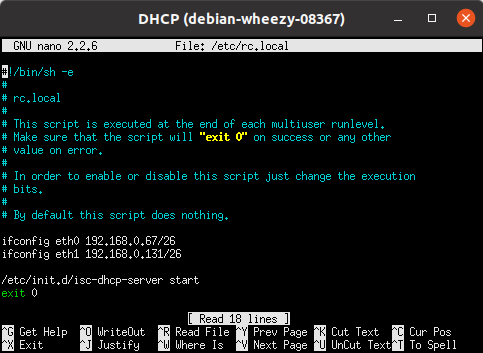 DHCP (debian-wheezy-08367)
GNU nano 2.2.6 File: /etc/rc.local
#!/bin/sh -e
#
# rc.local
#
# This script is executed at the end of each multiuser runlevel.
# Make sure that the script will "exit 0" on success or any other
# value on error.
#
# In order to enable or disable this script just change the execution
# bits.
#
# By default this script does nothing.
ifconfig eth0 192.168.0.67/26
ifconfig eth1 192.168.0.131/26
/etc/init.d/isc-dhcp-server start
exit 0
[ Read 18 lines ]
^G Get Help ^O WriteOut ^R Read File ^Y Prev Page ^K Cut Text ^C Cur Pos
^X Exit ^J Justify ^W Where Is ^V Next Page ^U UnCut Text ^T To Spell